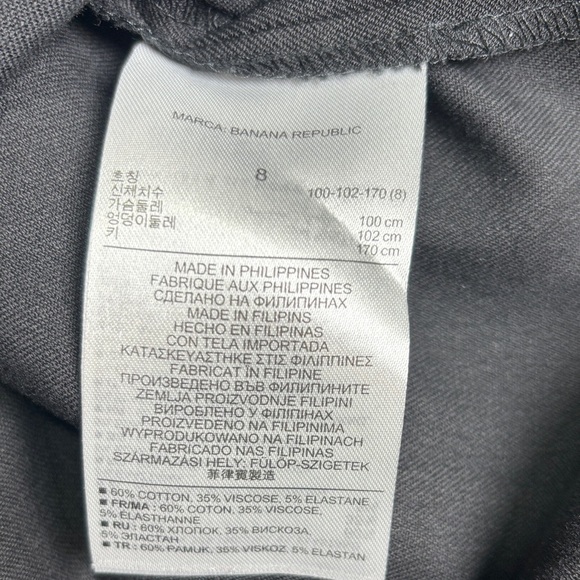 MARCA: BANANA REPUBLIC
호칭 8
신체치수 100-102-170 (8)
가슴둘레 100 cm
엉덩이둘레 102 cm
키 170 cm
MADE IN PHILIPPINES
FABRIQUE AUX PHILIPPINES
СДЕЛАНО НА ФИЛИПИНАХ
MADE IN FILIPINS
HECHO EN FILIPINAS
CON TELA IMPORTADA
ΚΑΤΑΣΚΕΥΑΣΤΗΚΕ ΣΤΙΣ ΦΙΛΙΠΠΙΝΕΣ
FABRICAT ÎN FILIPINE
ПРОИЗВЕДЕНО ВЪВ ФИЛИПИНИТЕ
ZEMLJA PROIZVODNJE FILIPINI
ВИРОБЛЕНО У ФІЛІПІНАХ
PROIZVEDENO NA FILIPINIMA
WYPRODUKOWANO NA FILIPINACH
FABRICADO NAS FILIPINAS
SZÁRMAZÁSI HELY: FÜLÖP-SZIGETEK
菲律賓製造
■ 60% COTTON, 35% VISCOSE, 5% ELASTANE
■ FR/MA : 60% COTON, 35% VISCOSE,
5% ÉLASTHANNE
■ RU : 60% ХЛОПОК, 35% ВИСКОЗА,
5% ЭЛАСТАН
■ TR : 60% PAMUK, 35% VISKOZ, 5% ELASTAN